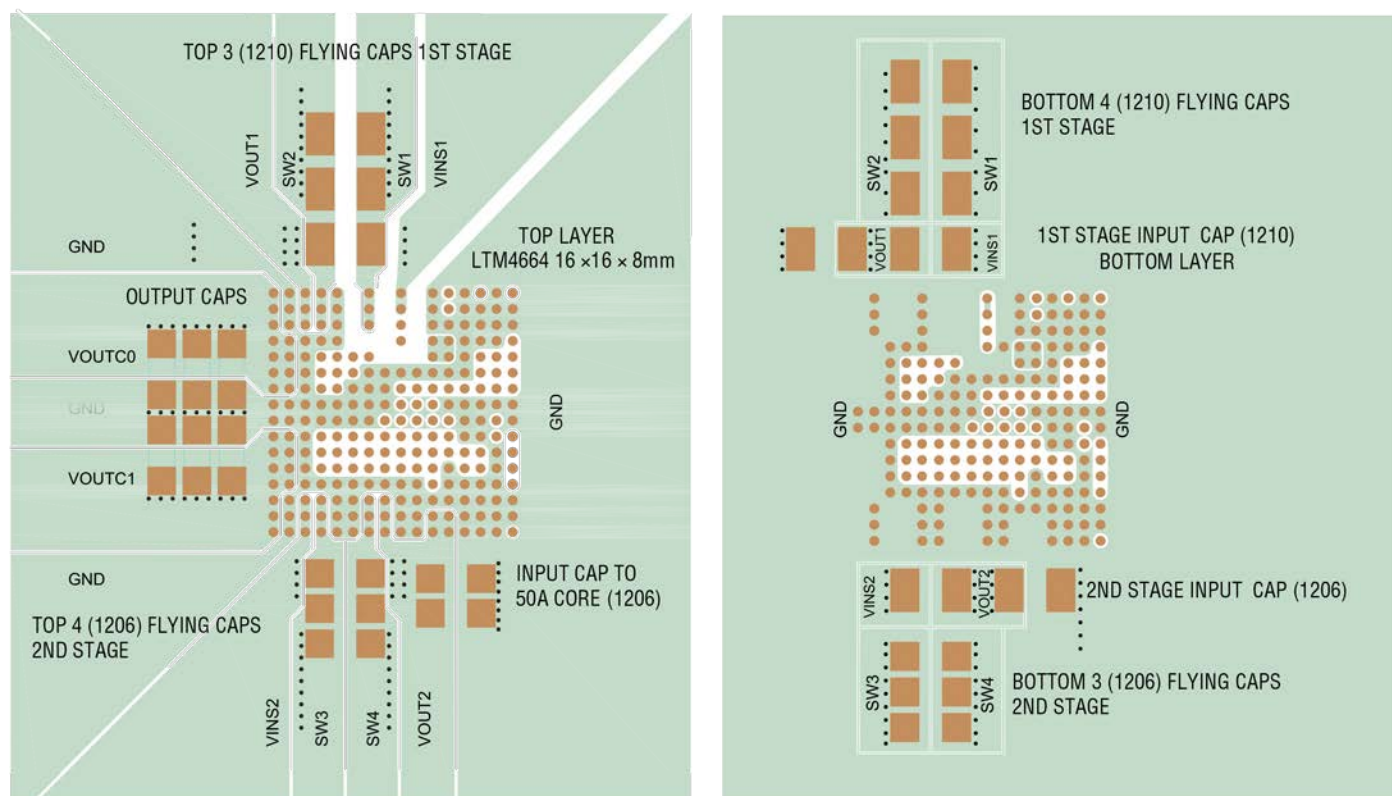 TOP 3 (1210) FLYING CAPS 1ST STAGE
VOUT1
SW2
SW1
VINS1
GND
TOP LAYER
LTM4664 16 ×16 × 8mm
OUTPUT CAPS
VOUTC0
GND
GND
VOUTC1
GND
INPUT CAP TO
50A CORE (1206)
TOP 4 (1206) FLYING CAPS
2ND STAGE
VINS2
SW3
SW4
VOUT2
BOTTOM 4 (1210) FLYING CAPS
1ST STAGE
SW2
SW1
VOUT1
VINS1
1ST STAGE INPUT CAP (1210)
BOTTOM LAYER
GND
GND
VINS2
VOUT2
2ND STAGE INPUT CAP (1206)
SW3
SW4
BOTTOM 3 (1206) FLYING CAPS
2ND STAGE